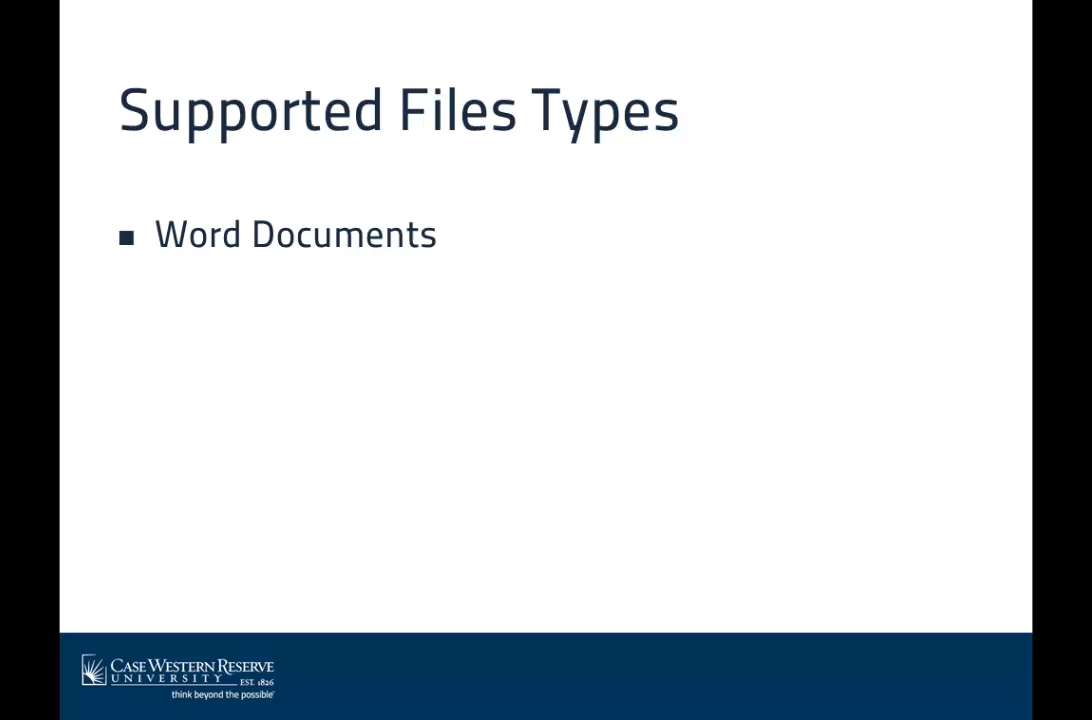 Supported Files Types
Word Documents
CASE WESTERN RESERVE
UNIVERSITY EST. 1826
think beyond the possible®